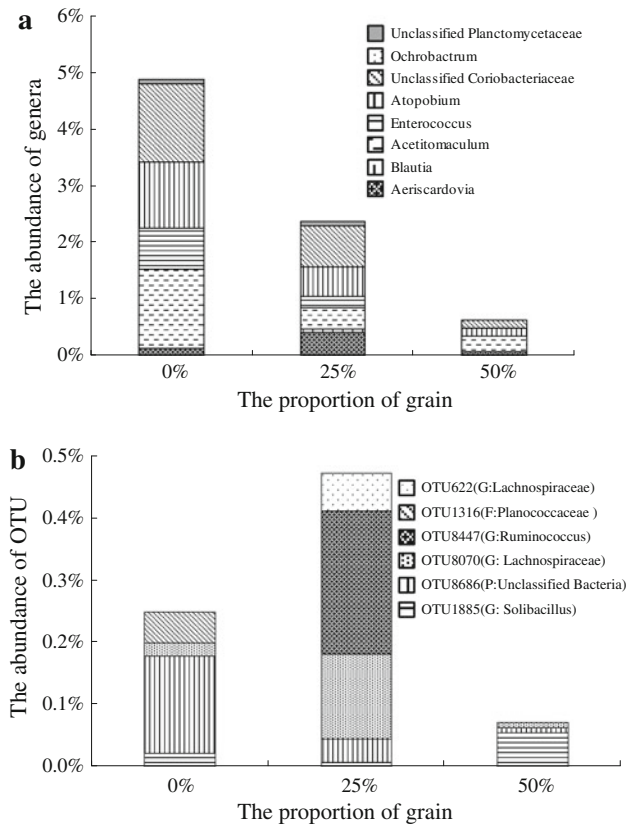 a
6%
5%
4%
3%
2%
1%
0%
The abundance of genera
Unclassified Planctomycetaceae
Ochrobactrum
Unclassified Coriobacteriaceae
Atopobium
Enterococcus
Acetitomaculum
Blautia
Aeriscardovia
0% 25% 50%
The proportion of grain
b
0.5%
0.4%
0.3%
0.2%
0.1%
0.0%
The abundance of OTU
OTU622(G:Lachnospiraceae)
OTU1316(F:Planococcaceae )
OTU8447(G:Ruminococcus)
OTU8070(G: Lachnospiraceae)
OTU8686(P:Unclassified Bacteria)
OTU1885(G: Solibacillus)
0% 25% 50%
The proportion of grain